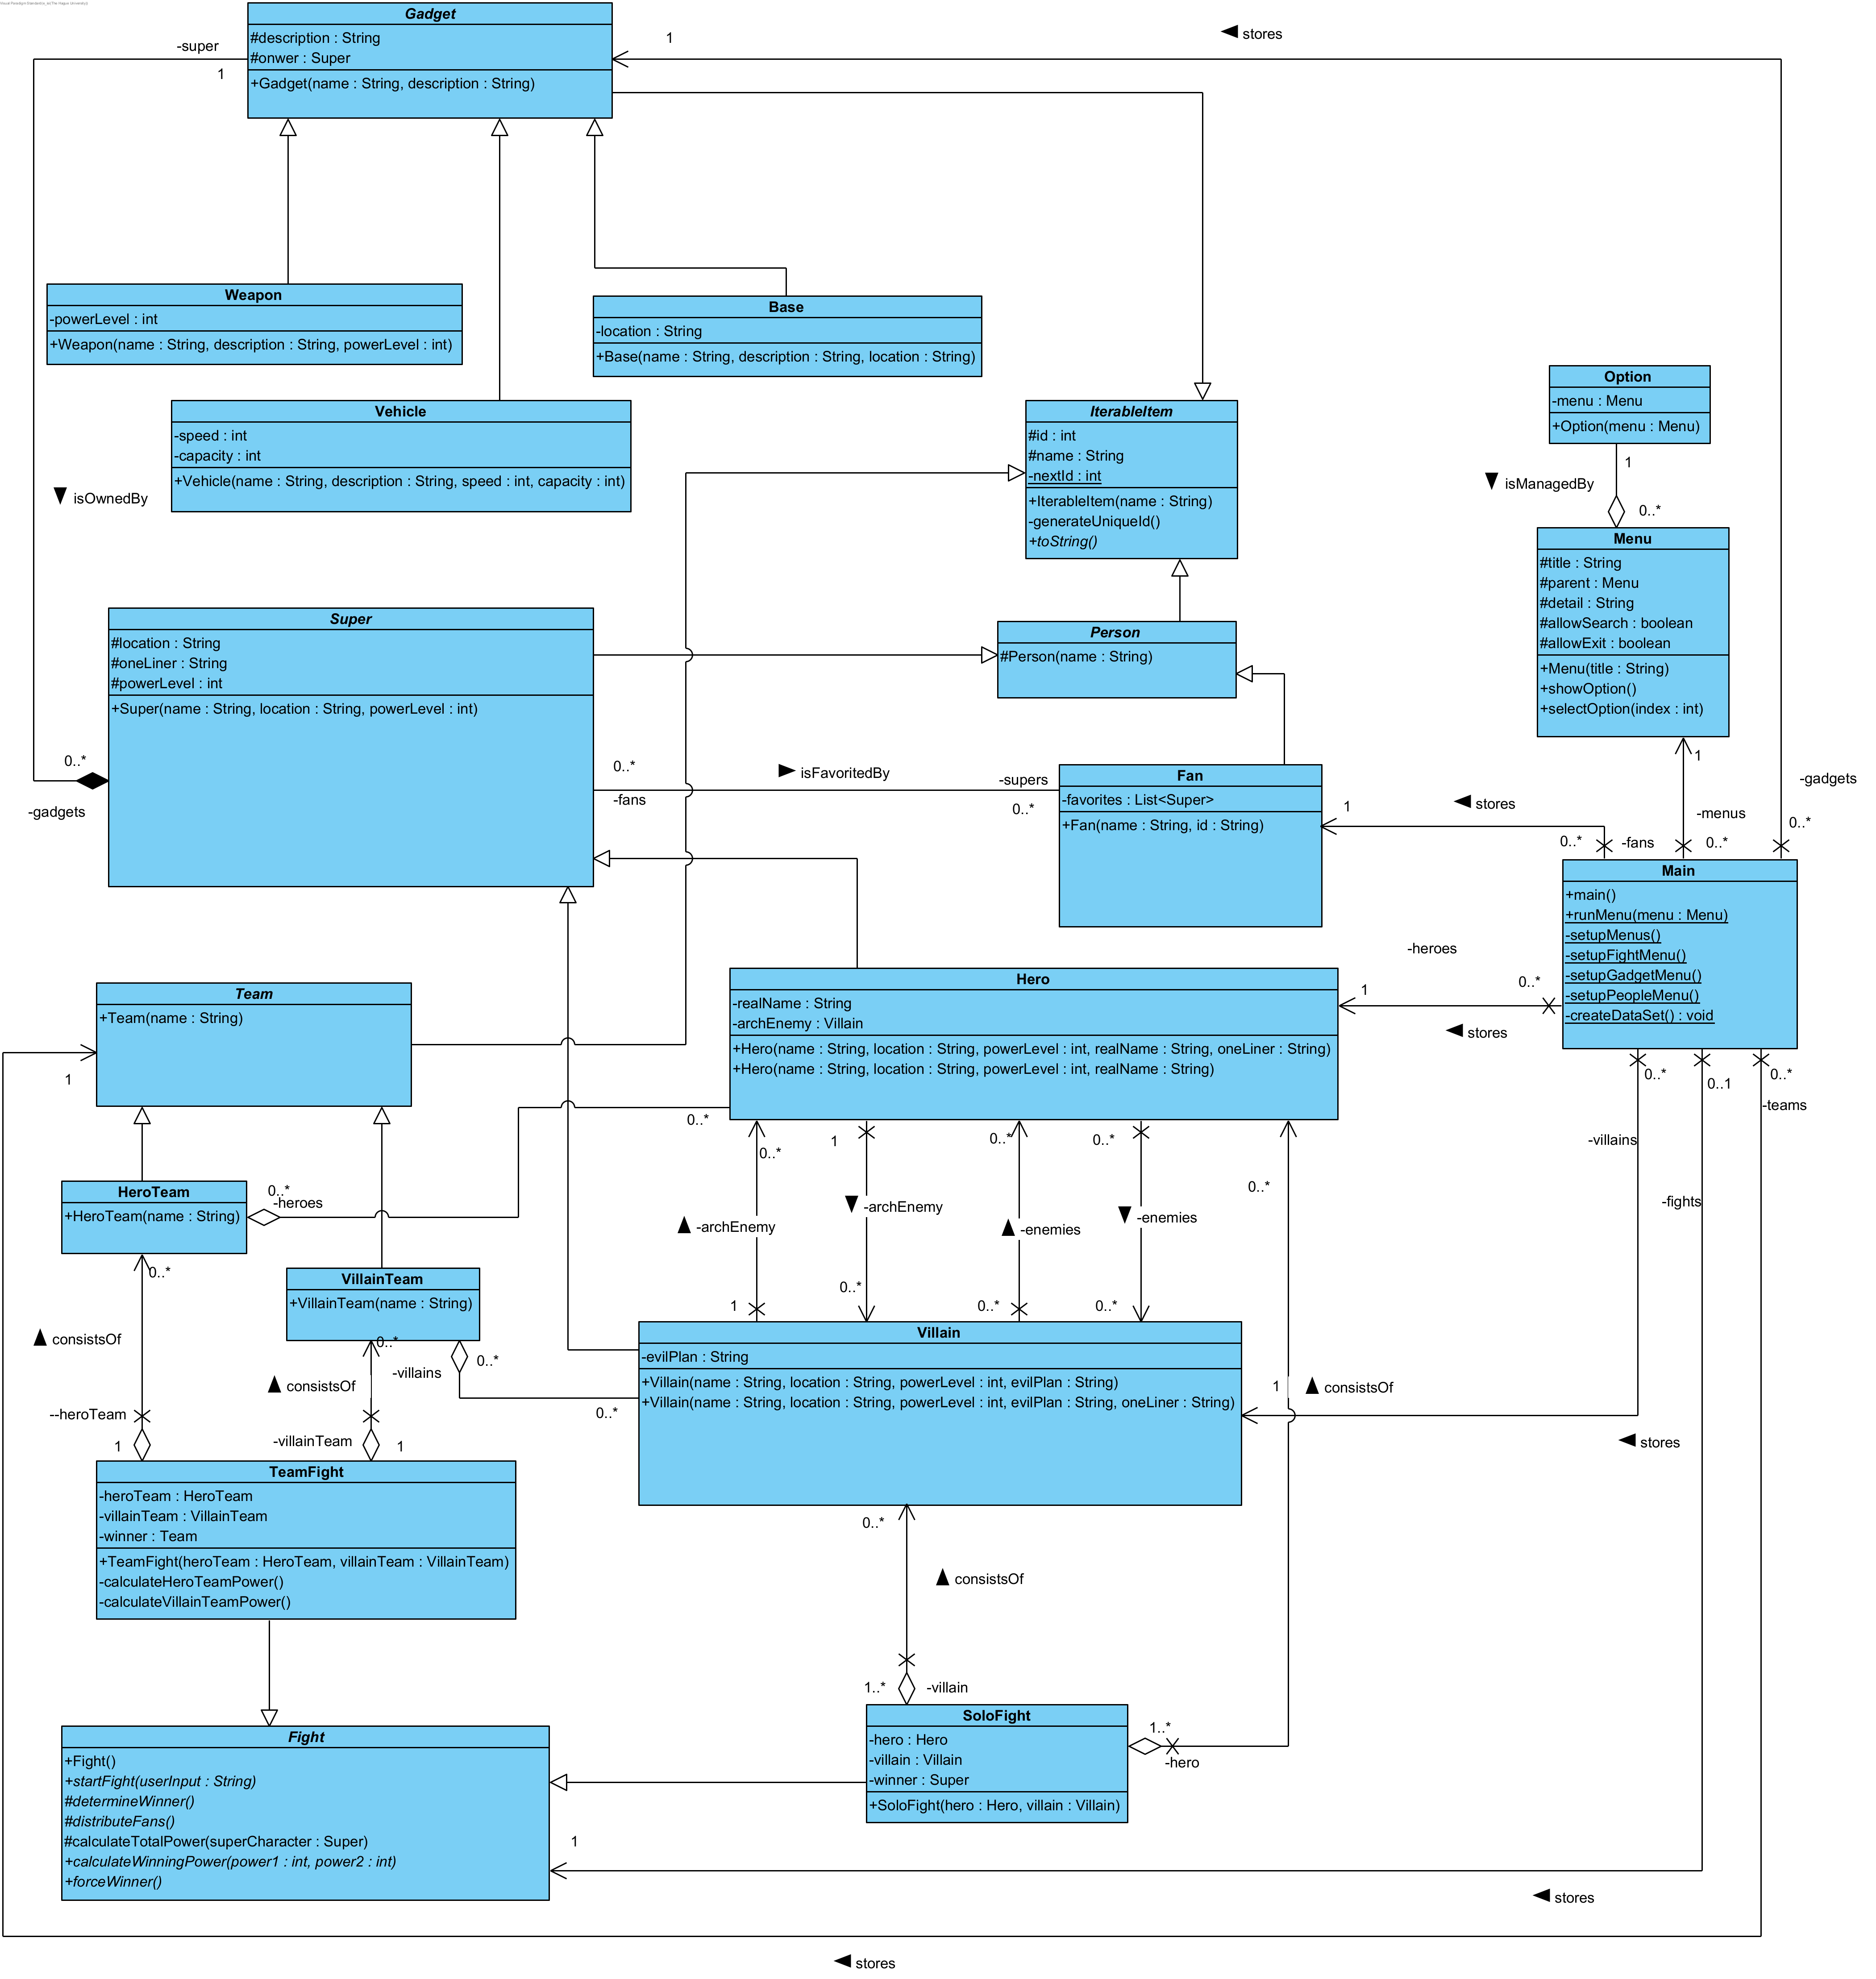 Gadget
#description : String
#onwer : Super
+Gadget(name : String, description : String)
-super
1
1
stores
Weapon
-powerLevel : int
+Weapon(name : String, description : String, powerLevel : int)
Base
-location : String
+Base(name : String, description : String, location : String)
Vehicle
-speed : int
-capacity : int
+Vehicle(name : String, description : String, speed : int, capacity : int)
isOwnedBy
IterableItem
#id : int
#name : String
-nextId : int
+IterableItem(name : String)
-generateUniqueId()
+toString()
Option
-menu : Menu
+Option(menu : Menu)
1
isManagedBy
0..*
Menu
#title : String
#parent : Menu
#detail : String
#allowSearch : boolean
#allowExit : boolean
+Menu(title : String)
+showOption()
+selectOption(index : int)
Super
#location : String
#oneLiner : String
#powerLevel : int
+Super(name : String, location : String, powerLevel : int)
Person
#Person(name : String)
0..*
-gadgets
0..*
-fans
isFavoritedBy
-supers
0..*
Fan
-favorites : List<Super>
+Fan(name : String, id : String)
1
stores
0..*
-fans
1
-menus
0..*
-gadgets
0..*
Main
+main()
+runMenu(menu : Menu)
-setupMenus()
-setupFightMenu()
-setupGadgetMenu()
-setupPeopleMenu()
-createDataSet() : void
-heroes
0..*
1
stores
Team
+Team(name : String)
1
Hero
-realName : String
-archEnemy : Villain
+Hero(name : String, location : String, powerLevel : int, realName : String, oneLiner : String)
+Hero(name : String, location : String, powerLevel : int, realName : String)
0..*
0..*
0..1
0..*
-teams
-villains
-fights
HeroTeam
+HeroTeam(name : String)
0..*
-heroes
0..*
1
0..*
0..*
0..*
-archEnemy
-archEnemy
-enemies
-enemies
1
0..*
0..*
0..*
VillainTeam
+VillainTeam(name : String)
0..*
consistsOf
0..*
consistsOf
-villains
0..*
0..*
Villain
-evilPlan : String
+Villain(name : String, location : String, powerLevel : int, evilPlan : String)
+Villain(name : String, location : String, powerLevel : int, evilPlan : String, oneLiner : String)
1
consistsOf
stores
--heroTeam
1
-villainTeam
1
TeamFight
-heroTeam : HeroTeam
-villainTeam : VillainTeam
-winner : Team
+TeamFight(heroTeam : HeroTeam, villainTeam : VillainTeam)
-calculateHeroTeamPower()
-calculateVillainTeamPower()
0..*
consistsOf
1..*
-villain
SoloFight
-hero : Hero
-villain : Villain
-winner : Super
+SoloFight(hero : Hero, villain : Villain)
1..*
-hero
Fight
+Fight()
+startFight(userInput : String)
#determineWinner()
#distributeFans()
#calculateTotalPower(superCharacter : Super)
+calculateWinningPower(power1 : int, power2 : int)
+forceWinner()
1
stores
stores